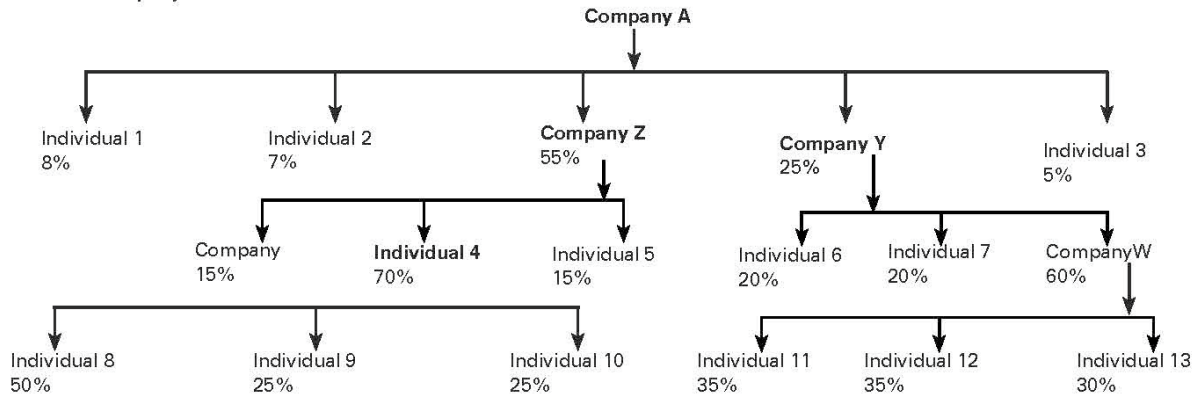 Company A
Individual 1
8%
Individual 2
7%
Company Z
55%
Company Y
25%
Individual 3
5%
Company
15%
Individual 4
70%
Individual 5
15%
Individual 6
20%
Individual 7
20%
CompanyW
60%
Individual 8
50%
Individual 9
25%
Individual 10
25%
Individual 11
35%
Individual 12
35%
Individual 13
30%